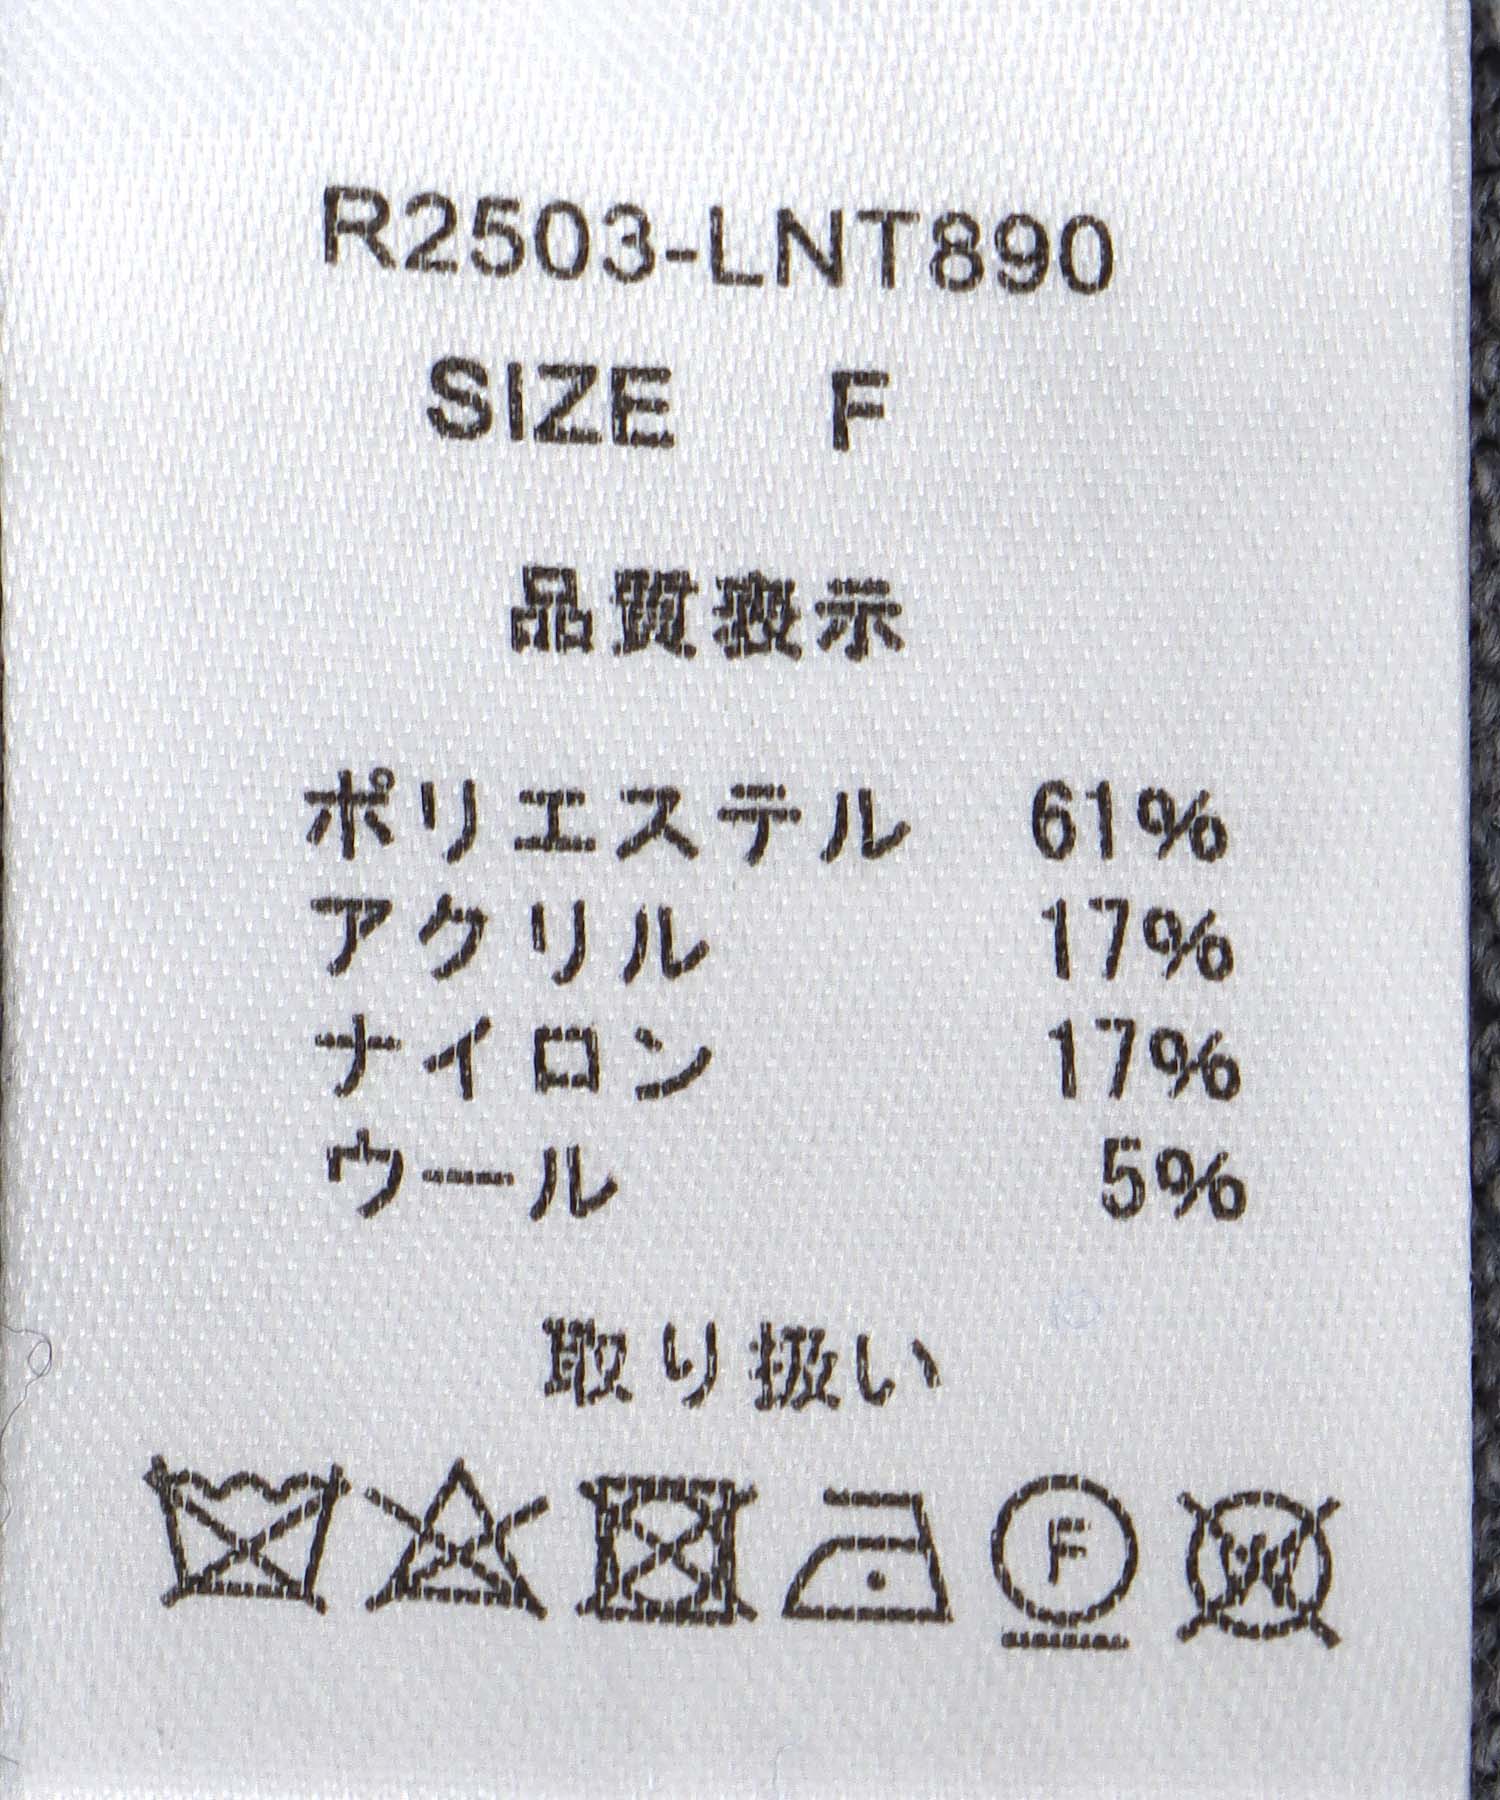 R2503-LNT890
SIZE F
品質表示
ポリエステル 61%
アクリル 17%
ナイロン 17%
ウール 5%
取り扱い
F W